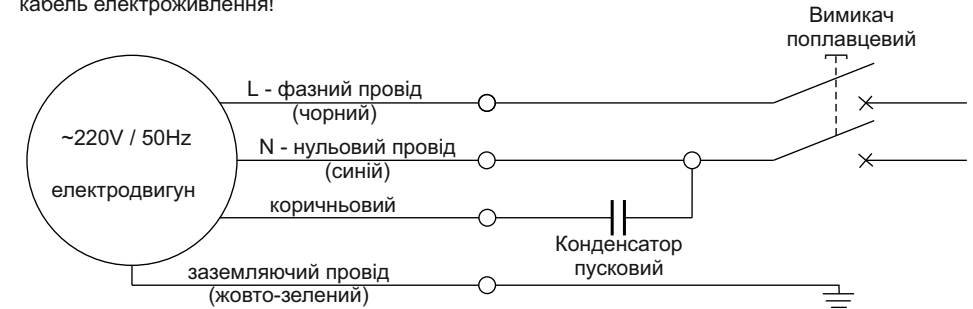 кабель електроживлення!
Вимикач
поплавцевий
L - фазний провід
(чорний)
~220V / 50Hz
N - нульовий провід
(синій)
електродвигун
коричньовий
Конденсатор
пусковий
заземляючий провід
(жовто-зелений)